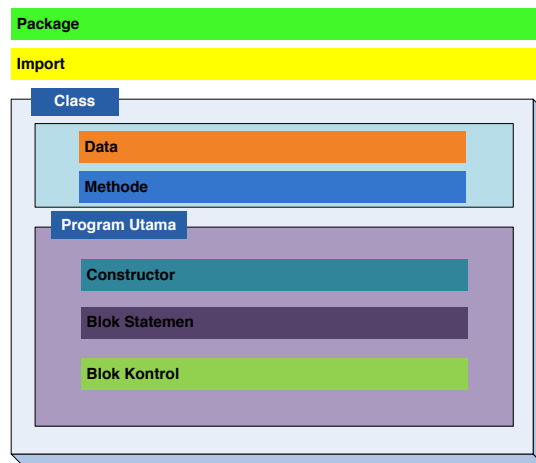 Package
Import
Class
Data
Methode
Program Utama
Constructor
Blok Statemen
Blok Kontrol